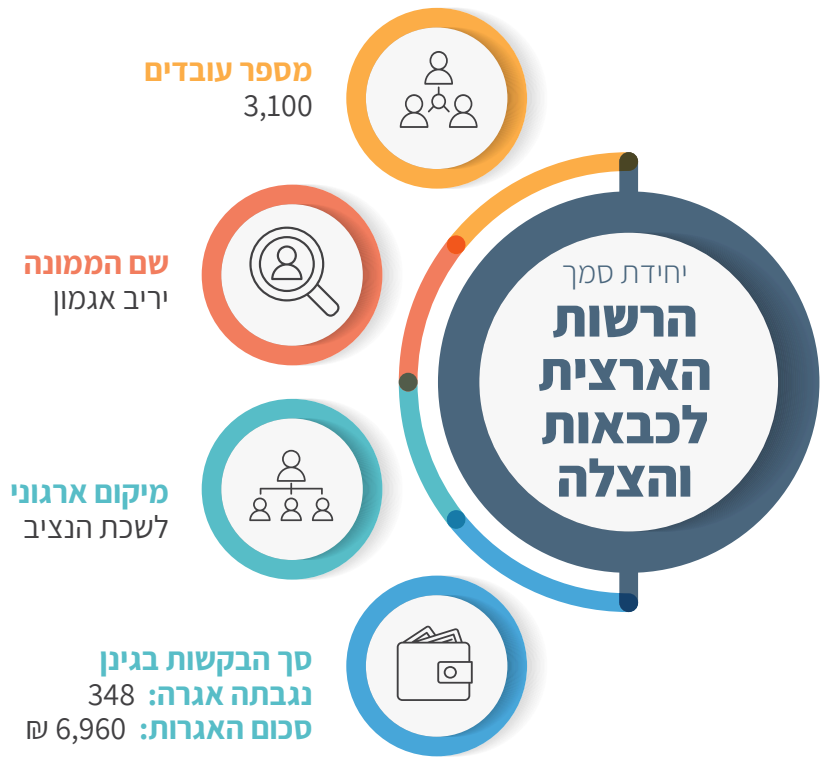 יחידת סמך
הרשות
הארצית
לכבאות
והצלה
מספר עובדים
3,100
שם הממונה
יריב אגמון
מיקום ארגוני
לשכת הנציב
סך הבקשות בגינן
נגבתה אגרה: 348
סכום האגרות: 6,960 ₪